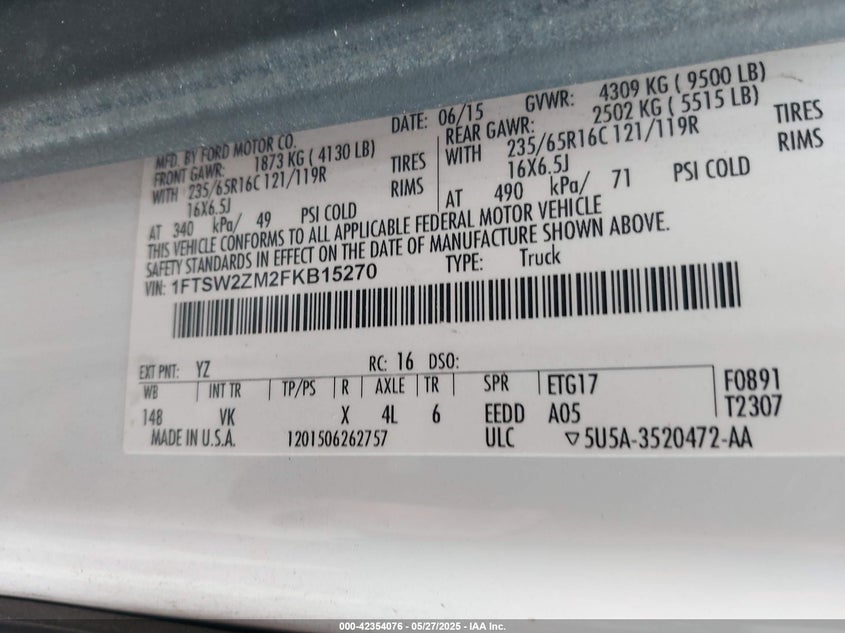 MFD. BY FORD MOTOR CO.
DATE: 06/15 GVWR: 4309 KG ( 9500 LB)
FRONT GAWR: 1873 KG ( 4130 LB)
REAR GAWR: 2502 KG ( 5515 LB)
WITH 235/65R16C 121/119R TIRES
WITH 235/65R16C 121/119R TIRES
16X6.5J RIMS
16X6.5J RIMS
AT 340 kPa/ 49 PSI COLD
AT 490 kPa/ 71 PSI COLD
THIS VEHICLE CONFORMS TO ALL APPLICABLE FEDERAL MOTOR VEHICLE
SAFETY STANDARDS IN EFFECT ON THE DATE OF MANUFACTURE SHOWN ABOVE.
VIN: 1FTSW2ZM2FKB15270 TYPE: Truck
EXT PNT: YZ RC: 16 DSO:
WB INT TR TP/PS R AXLE TR SPR ETG17 F0891
148 VK X 4L 6 EEDD A05 T2307
MADE IN U.S.A. 1201506262757 ULC ▽5U5A-3520472-AA
000-42354076 - 05/27/2025 - IAA Inc.